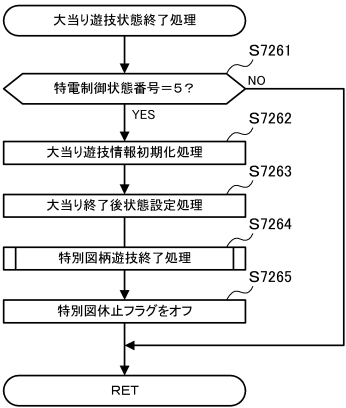 大当り遊技状態終了処理
S7261
特電制御状態番号=5?
NO
YES
S7262
大当り遊技情報初期化処理
S7263
大当り終了後状態設定処理
S7264
特別図柄遊技終了処理
S7265
特別図休止フラグをオフ
RET